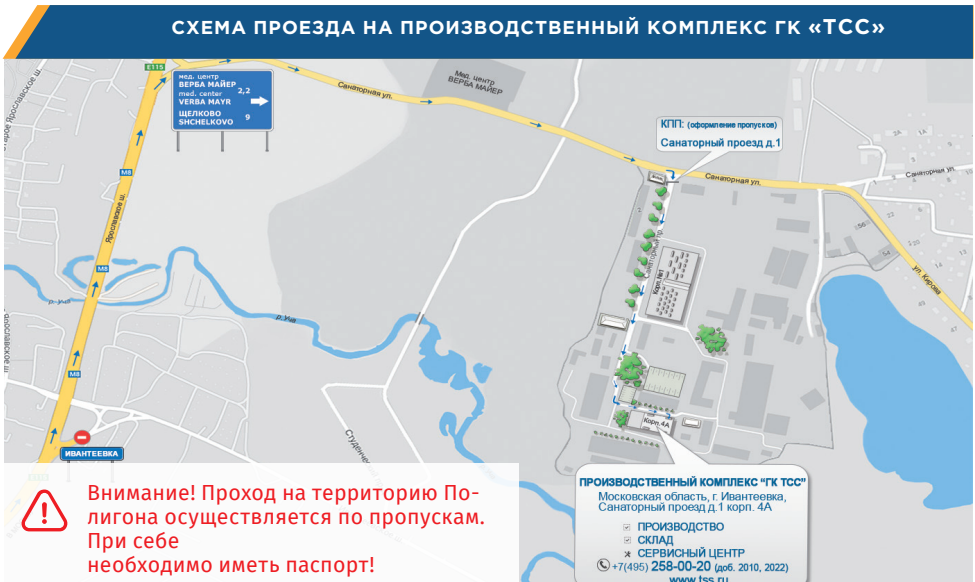 СХЕМА ПРОЕЗДА НА ПРОИЗВОДСТВЕННЫЙ КОМПЛЕКС ГК «ТСС»
E115
мед. центр
ВЕРБА МАЙЕР
med. center 2,2
VERBA MAYR
ЩЕЛКОВО
SHCHELKOVO 9
Санаторная ул.
Мед. центр
ВЕРБА МАЙЕР
КПП: (оформление пропусков)
Санаторный проезд д.1
Санаторная ул.
Санаторная ул.
M8
Ярославское ш.
M8
р. Уча
р. Уча
M8
Санаторный пр.
Корп.№1
ул. Кирова
ИВАНТЕЕВКА
Корп.4А
Внимание! Проход на территорию По-
лигона осуществляется по пропускам.
При себе
необходимо иметь паспорт!
ПРОИЗВОДСТВЕННЫЙ КОМПЛЕКС "ГК ТСС"
Московская область, г. Ивантеевка,
Санаторный проезд д.1 корп. 4А
ПРОИЗВОДСТВО
СКЛАД
СЕРВИСНЫЙ ЦЕНТР
+7(495) 258-00-20 (доб. 2010, 2022)
www.tss.ru